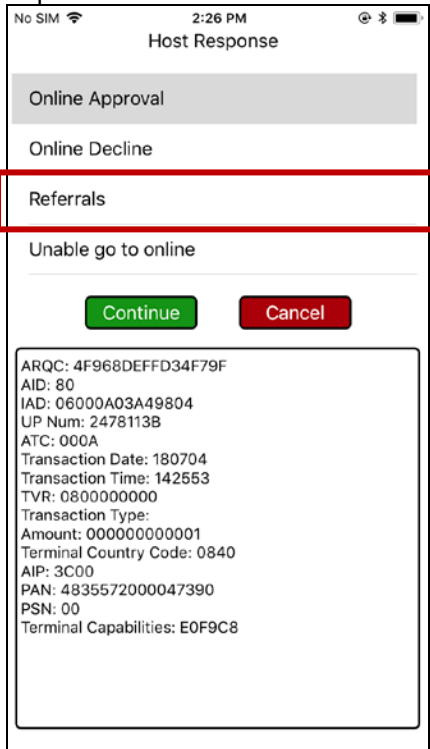 No SIM 2:26 PM
Host Response
Online Approval
Online Decline
Referrals
Unable go to online
Continue Cancel
ARQC: 4F968DEFFD34F79F
AID: 80
IAD: 06000A03A49804
UP Num: 2478113B
ATC: 000A
Transaction Date: 180704
Transaction Time: 142553
TVR: 0800000000
Transaction Type:
Amount: 000000000001
Terminal Country Code: 0840
AIP: 3C00
PAN: 4835572000047390
PSN: 00
Terminal Capabilities: E0F9C8